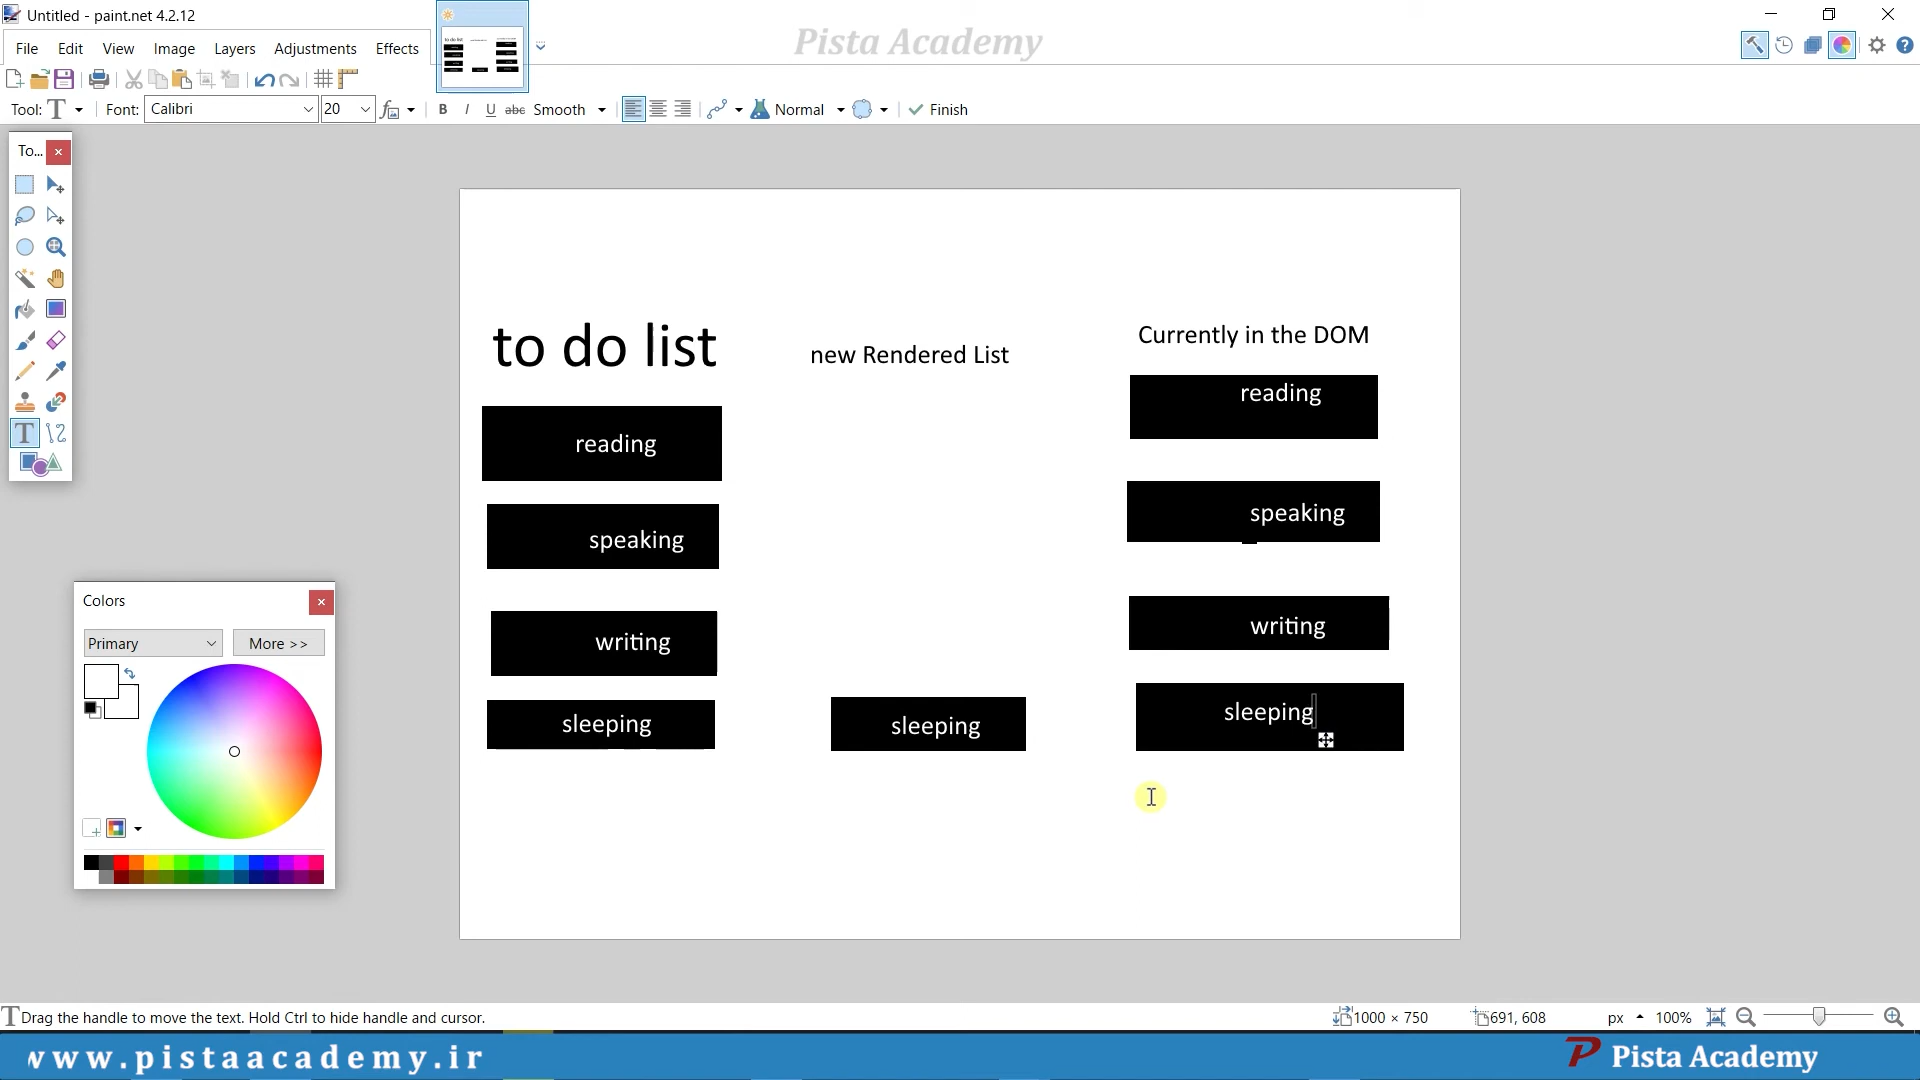 Untitled - paint.net 4.2.12
File Edit View Image Layers Adjustments Effects
Pista Academy
Tool: T Font: Calibri 20 B I U abc Smooth Normal Finish
To...
to do list
new Rendered List
Currently in the DOM
reading
speaking
writing
sleeping
sleeping
reading
speaking
writing
sleeping
Colors
Primary
More >>
Drag the handle to move the text. Hold Ctrl to hide handle and cursor.
1000 × 750
691, 608
px
100%
www.pistaacademy.ir
Pista Academy